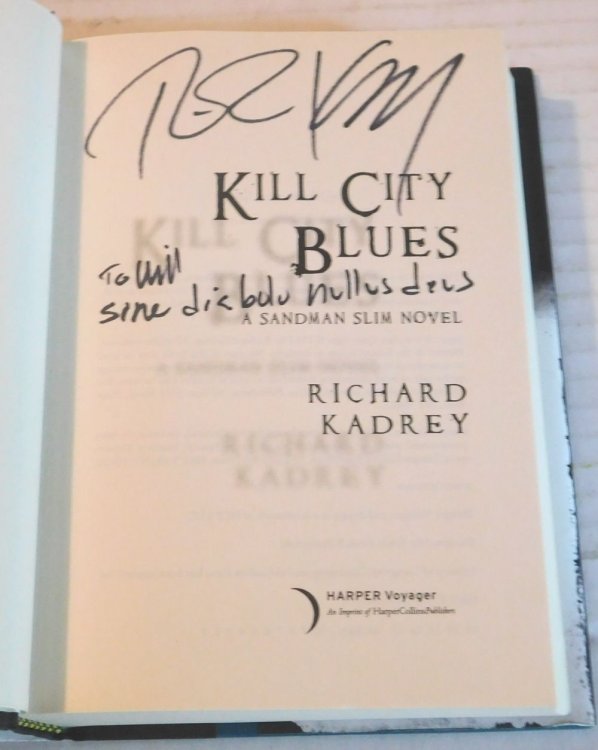 KILL CITY
BLUES
To Will
sine diabolo nullus deus
A SANDMAN SLIM NOVEL
RICHARD
KADREY
HARPER Voyager
An Imprint of HarperCollinsPublishers